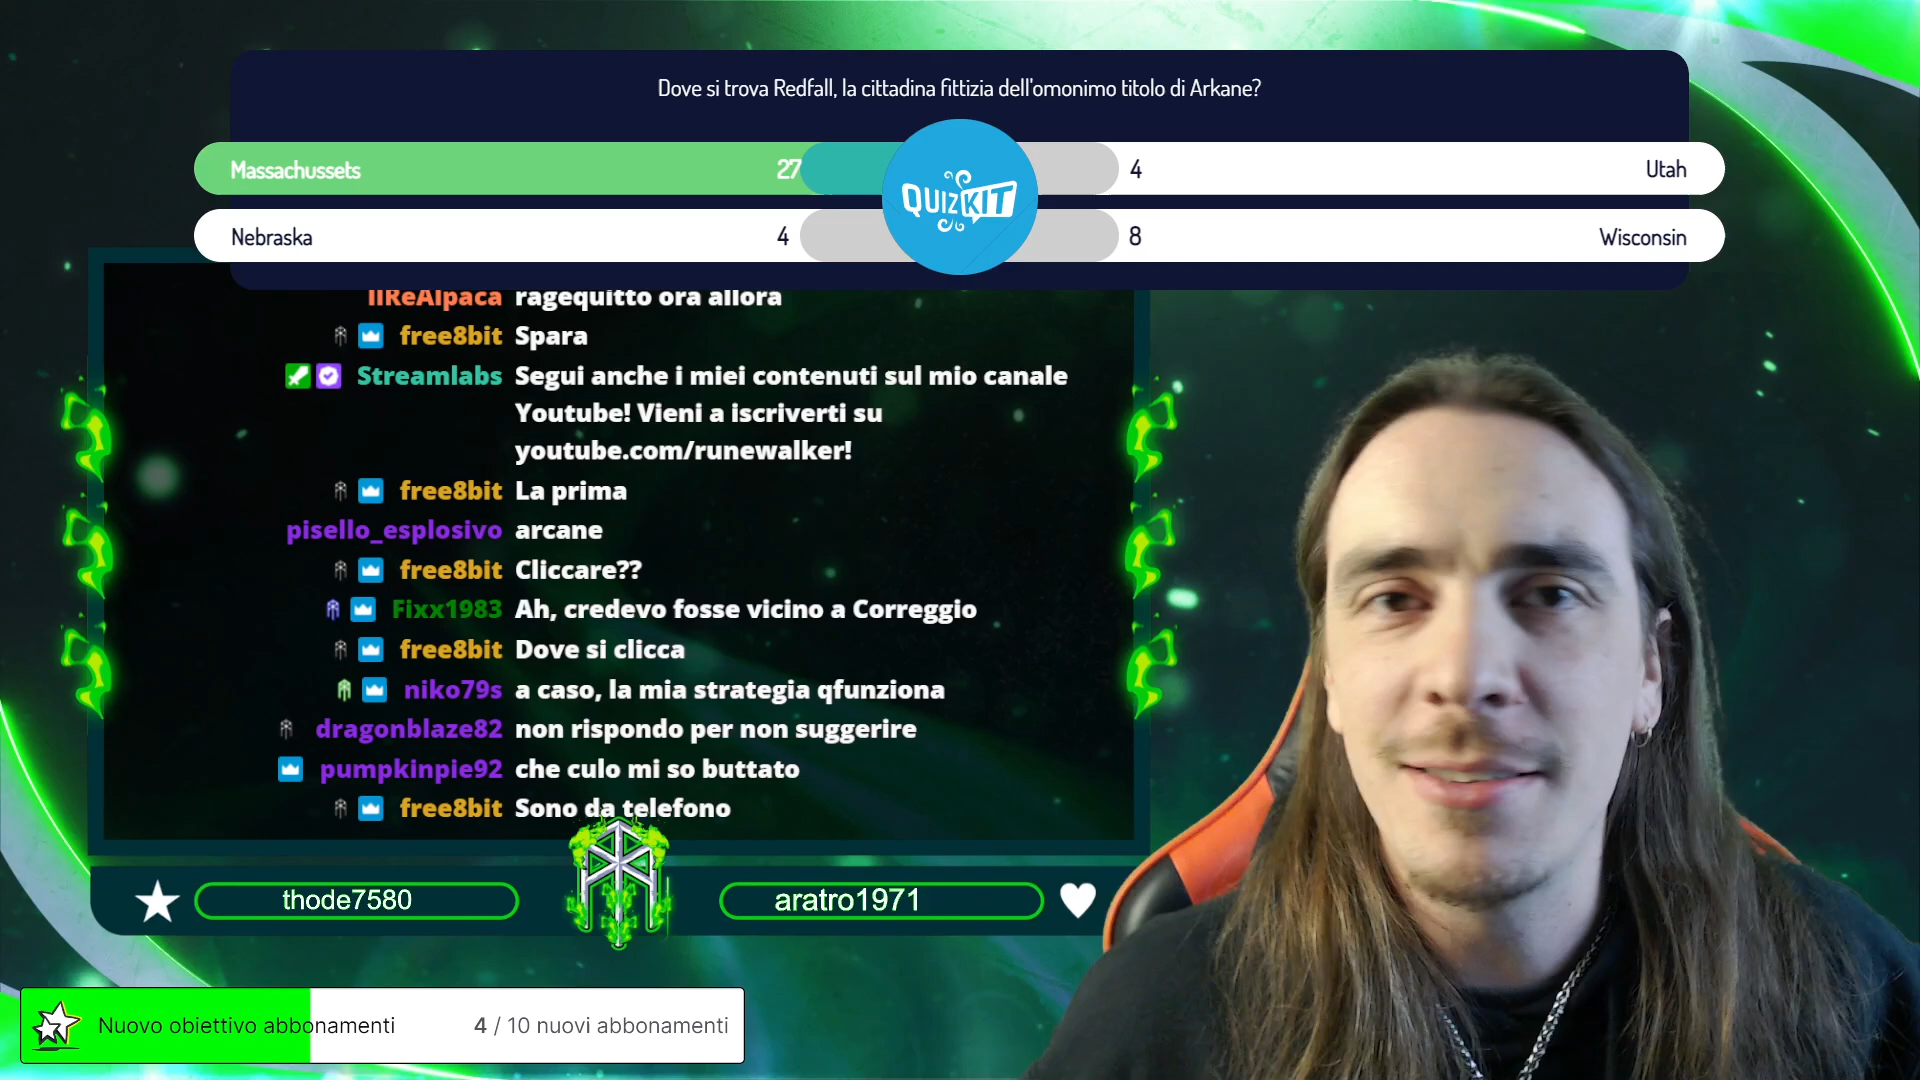 Dove si trova Redfall, la cittadina fittizia dell'omonimo titolo di Arkane?
Massachussets 27
4 Utah
QUIZKIT
Nebraska 4
8 Wisconsin
IlReAlpaca ragequitto ora allora
free8bit Spara
Streamlabs Segui anche i miei contenuti sul mio canale
Youtube! Vieni a iscriverti su
youtube.com/runewalker!
free8bit La prima
pisello_esplosivo arcane
free8bit Cliccare??
Fixx1983 Ah, credevo fosse vicino a Correggio
free8bit Dove si clicca
niko79s a caso, la mia strategia qfunziona
dragonblaze82 non rispondo per non suggerire
pumpkinpie92 che culo mi so buttato
free8bit Sono da telefono
thode7580
aratro1971
Nuovo obiettivo abbonamenti 4 / 10 nuovi abbonamenti